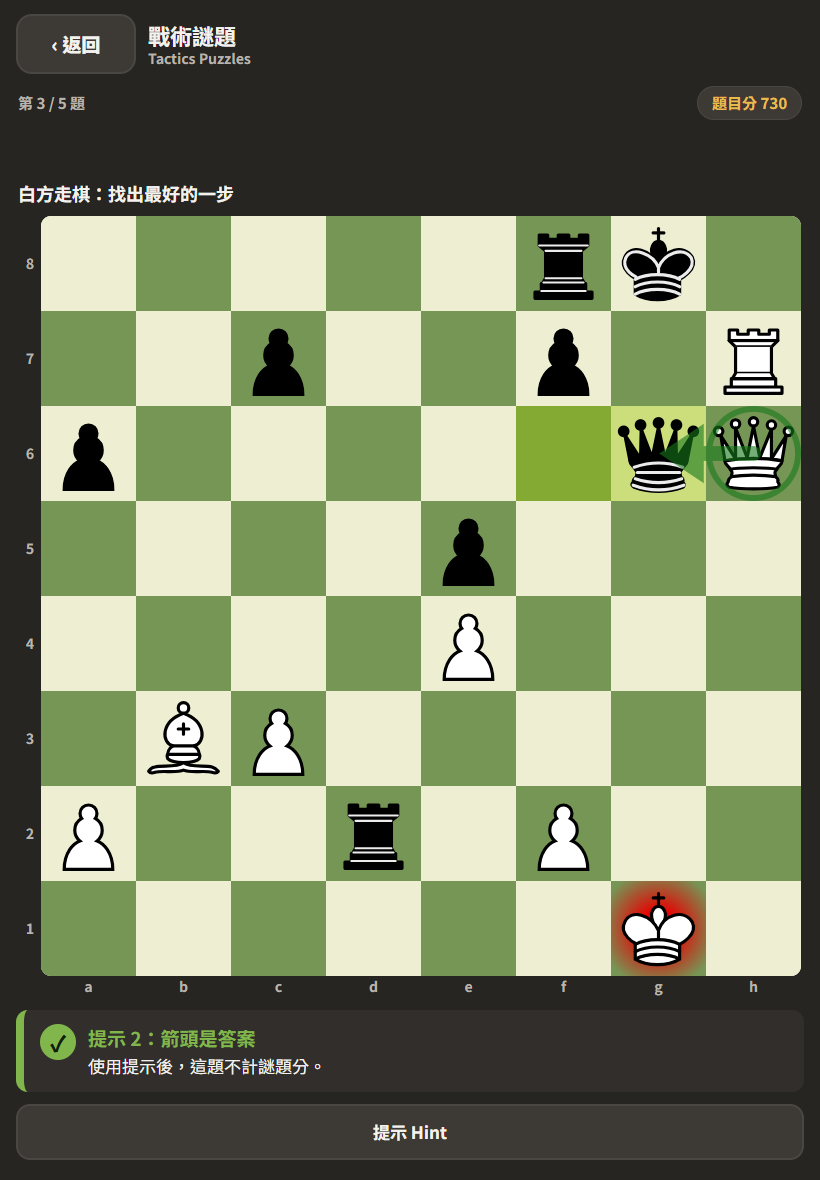 ‹ 返回
戰術謎題
Tactics Puzzles
第 3 / 5 題
題目分 730
白方走棋：找出最好的一步
8
7
6
5
4
3
2
1
a b c d e f g h
提示 2：箭頭是答案
使用提示後，這題不計謎題分。
提示 Hint